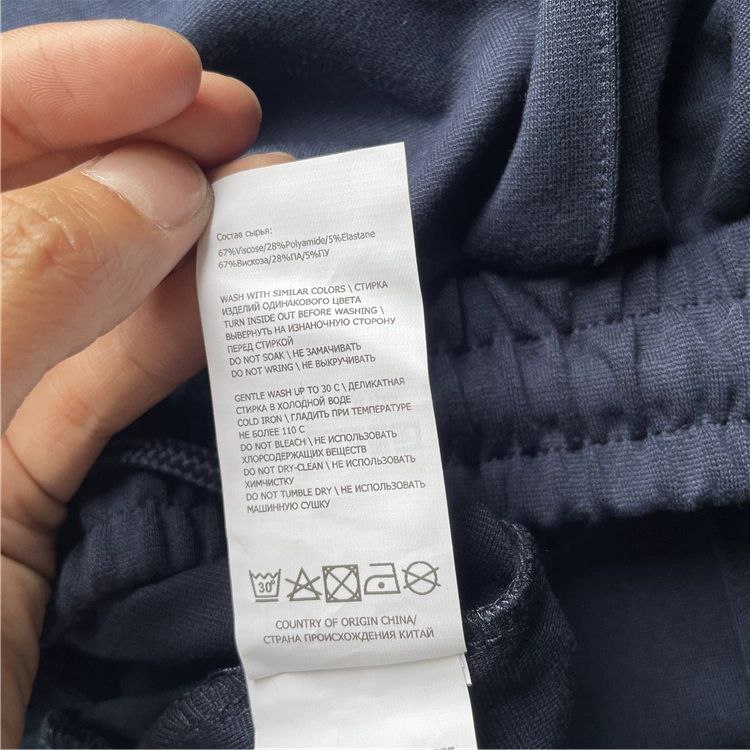 Состав сырья:
67%Viscose/28%Polyamide/5%Elastane
67%Вискоза/28%ПА/5%ПУ
WASH WITH SIMILAR COLORS \ СТИРКА
ИЗДЕЛИЙ ОДИНАКОВОГО ЦВЕТА
TURN INSIDE OUT BEFORE WASHING \
ВЫВЕРНУТЬ НА ИЗНАНОЧНУЮ СТОРОНУ
ПЕРЕД СТИРКОЙ
DO NOT SOAK \ НЕ ЗАМАЧИВАТЬ
DO NOT WRING \ НЕ ВЫКРУЧИВАТЬ
GENTLE WASH UP TO 30 C \ ДЕЛИКАТНАЯ
СТИРКА В ХОЛОДНОЙ ВОДЕ
COLD IRON \ ГЛАДИТЬ ПРИ ТЕМПЕРАТУРЕ
НЕ БОЛЕЕ 110 С
DO NOT BLEACH \ НЕ ИСПОЛЬЗОВАТЬ
ХЛОРСОДЕРЖАЩИХ ВЕЩЕСТВ
DO NOT DRY-CLEAN \ НЕ ИСПОЛЬЗОВАТЬ
ХИМЧИСТКУ
DO NOT TUMBLE DRY \ НЕ ИСПОЛЬЗОВАТЬ
МАШИННУЮ СУШКУ
30°
COUNTRY OF ORIGIN CHINA/
СТРАНА ПРОИСХОЖДЕНИЯ КИТАЙ